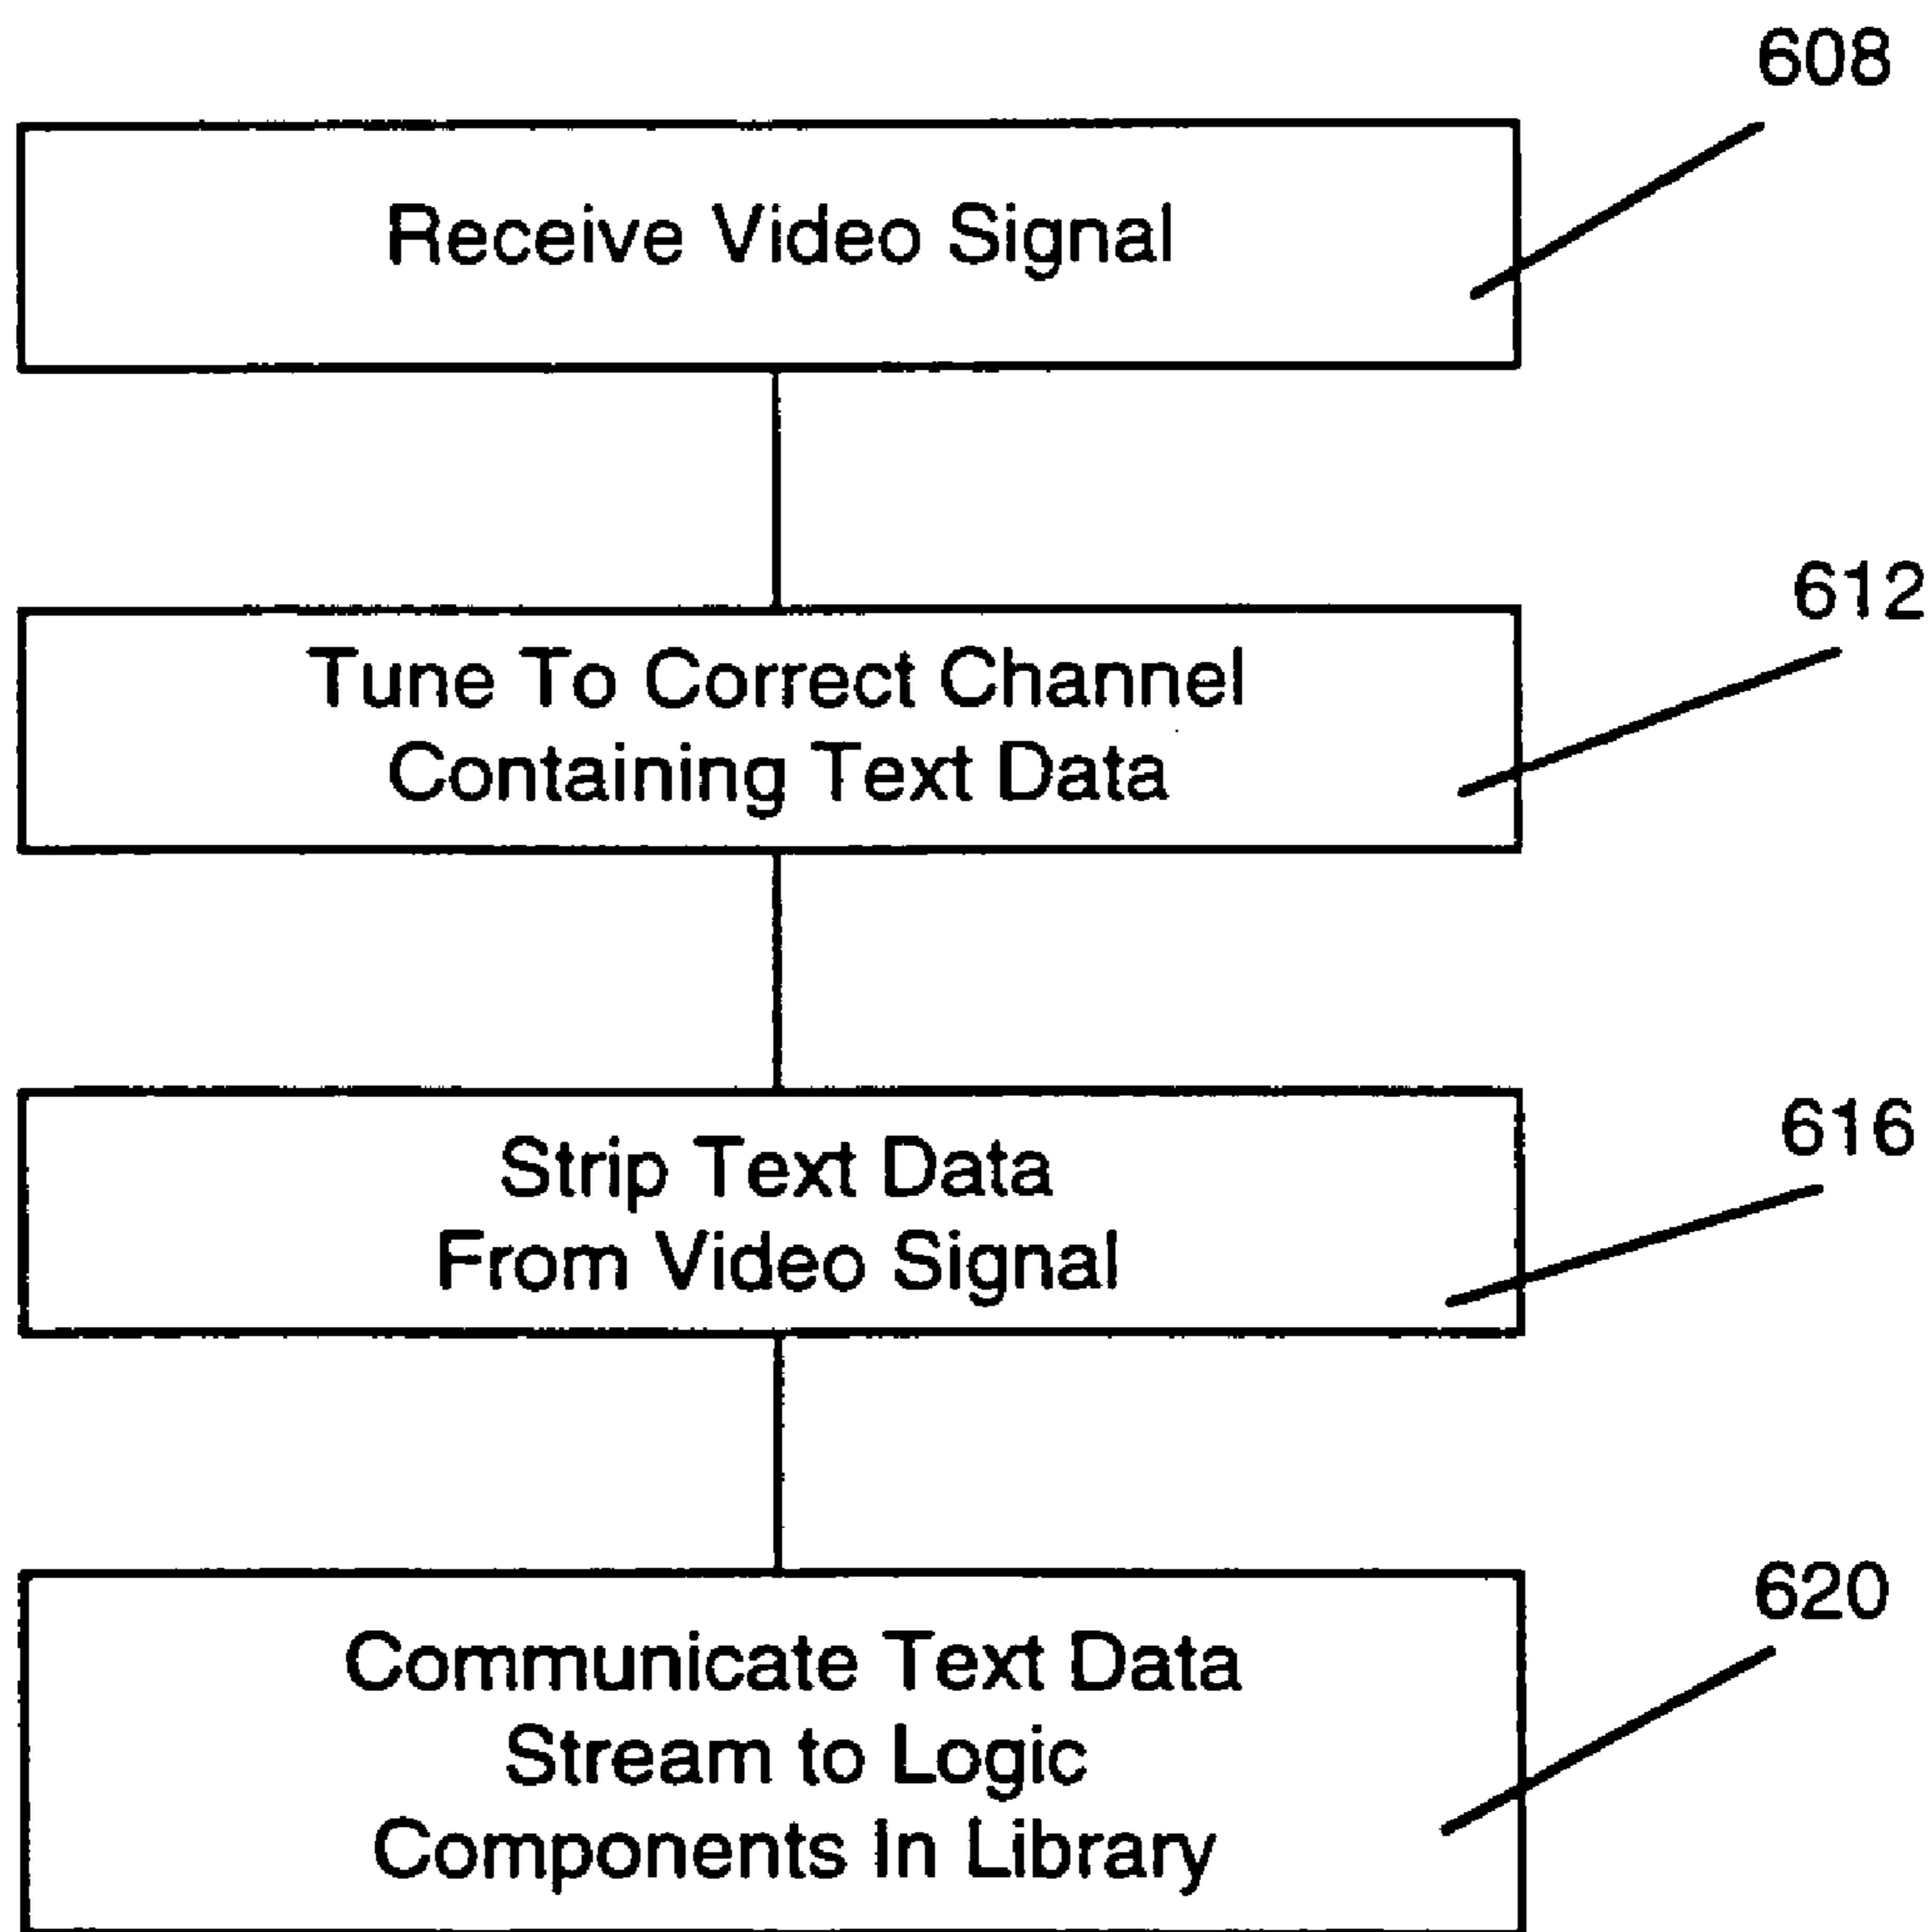 608
Receive Video Signal
612
Tune To Correct Channel
Containing Text Data
616
Strip Text Data
From Video Signal
620
Communicate Text Data
Stream to Logic
Components In Library